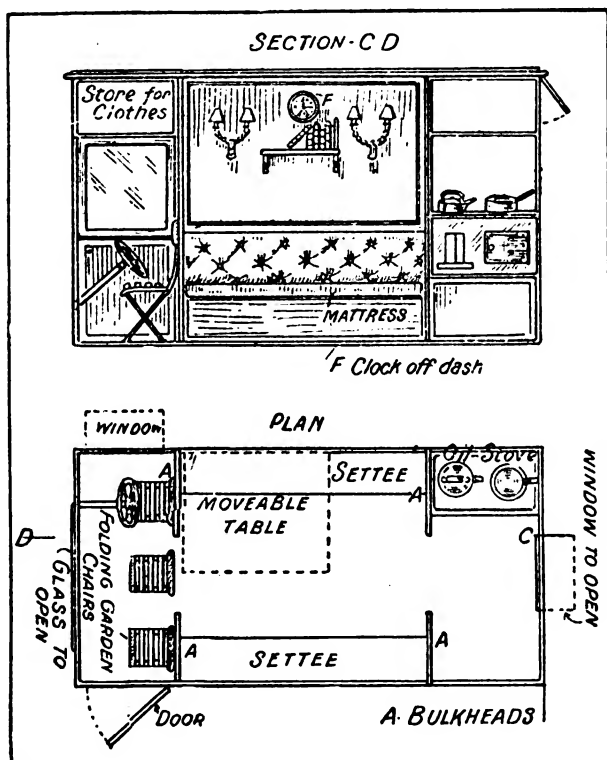 SECTION-C D
Store for
Clothes
F
MATTRESS
F Clock off dash
PLAN
WINDOW
Oil-Stove
SETTEE
A
A
MOVEABLE
TABLE
D
C
FOLDING GARDEN
CHAIRS
(GLASS TO
OPEN
WINDOW TO OPEN
A
A
SETTEE
DOOR
A. BULKHEADS